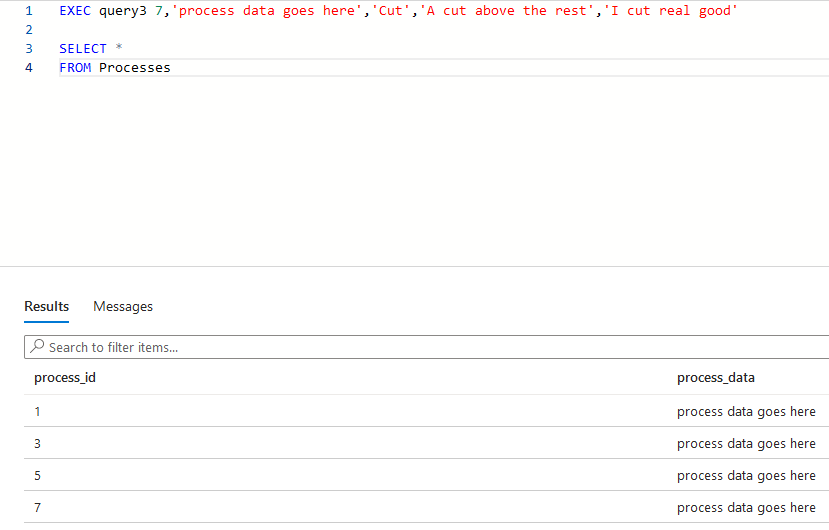 1 EXEC query3 7,'process data goes here','Cut','A cut above the rest','I cut real good'
2
3 SELECT *
4 FROM Processes
Results Messages
Search to filter items...
process_id process_data
1 process data goes here
3 process data goes here
5 process data goes here
7 process data goes here